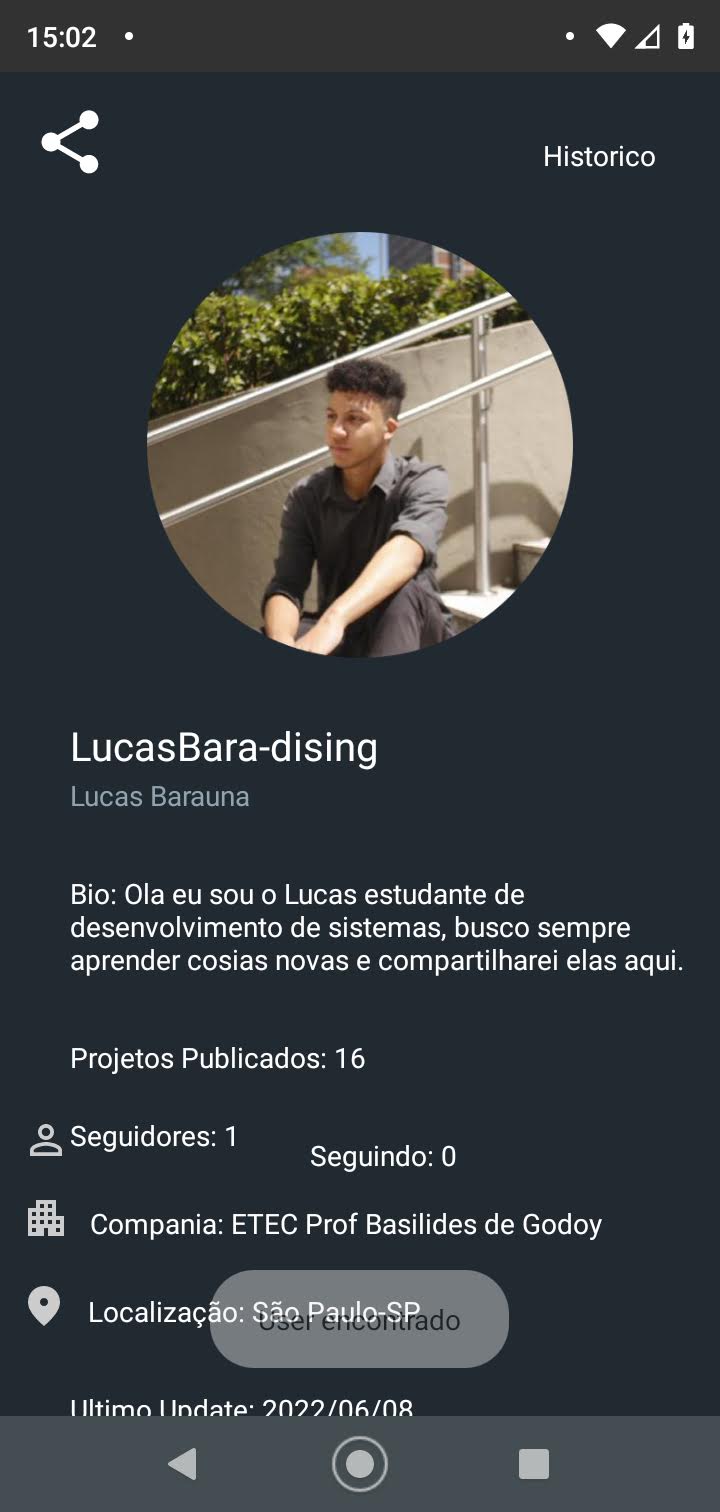 15:02
Historico
LucasBara-dising
Lucas Barauna
Bio: Ola eu sou o Lucas estudante de
desenvolvimento de sistemas, busco sempre
aprender cosias novas e compartilharei elas aqui.
Projetos Publicados: 16
Seguidores: 1
Seguindo: 0
Compania: ETEC Prof Basilides de Godoy
Localização: São Paulo-SP
User encontrado
Ultimo Update: 2022/06/08